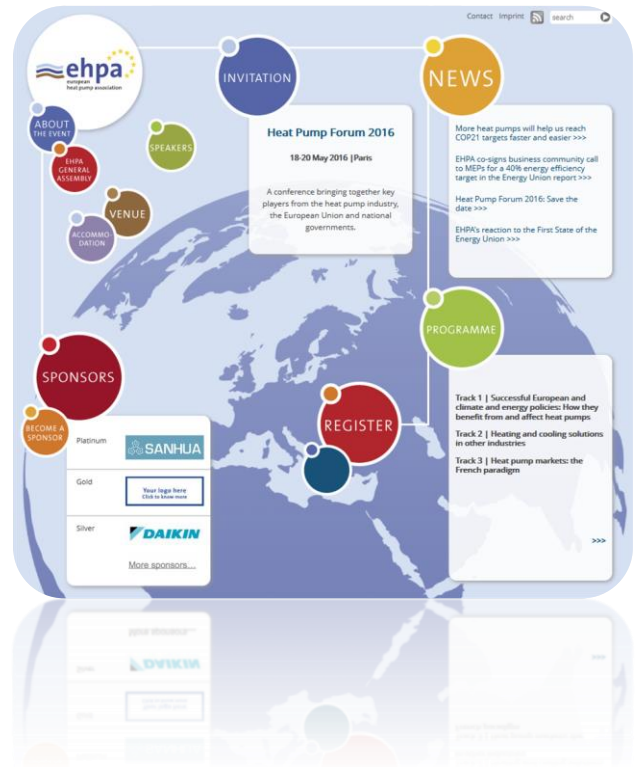 Contact Imprint search
ehpa
european
heat pump association
INVITATION
NEWS
ABOUT
THE EVENT
EHPA
GENERAL
ASSEMBLY
SPEAKERS
VENUE
ACCOMMO-
DATION
Heat Pump Forum 2016
18-20 May 2016 |Paris
A conference bringing together key
players from the heat pump industry,
the European Union and national
governments.
More heat pumps will help us reach
COP21 targets faster and easier >>>
EHPA co-signs business community call
to MEPs for a 40% energy efficiency
target in the Energy Union report >>>
Heat Pump Forum 2016: Save the
date >>>
EHPA's reaction to the First State of the
Energy Union >>>
PROGRAMME
Track 1 | Successful European and
climate and energy policies: How they
benefit from and affect heat pumps
Track 2 | Heating and cooling solutions
in other industries
Track 3 | Heat pump markets: the
French paradigm
>>>
SPONSORS
BECOME A
SPONSOR
Platinum
SANHUA
Gold
Your logo here
Click to know more
Silver
DAIKIN
More sponsors...
REGISTER